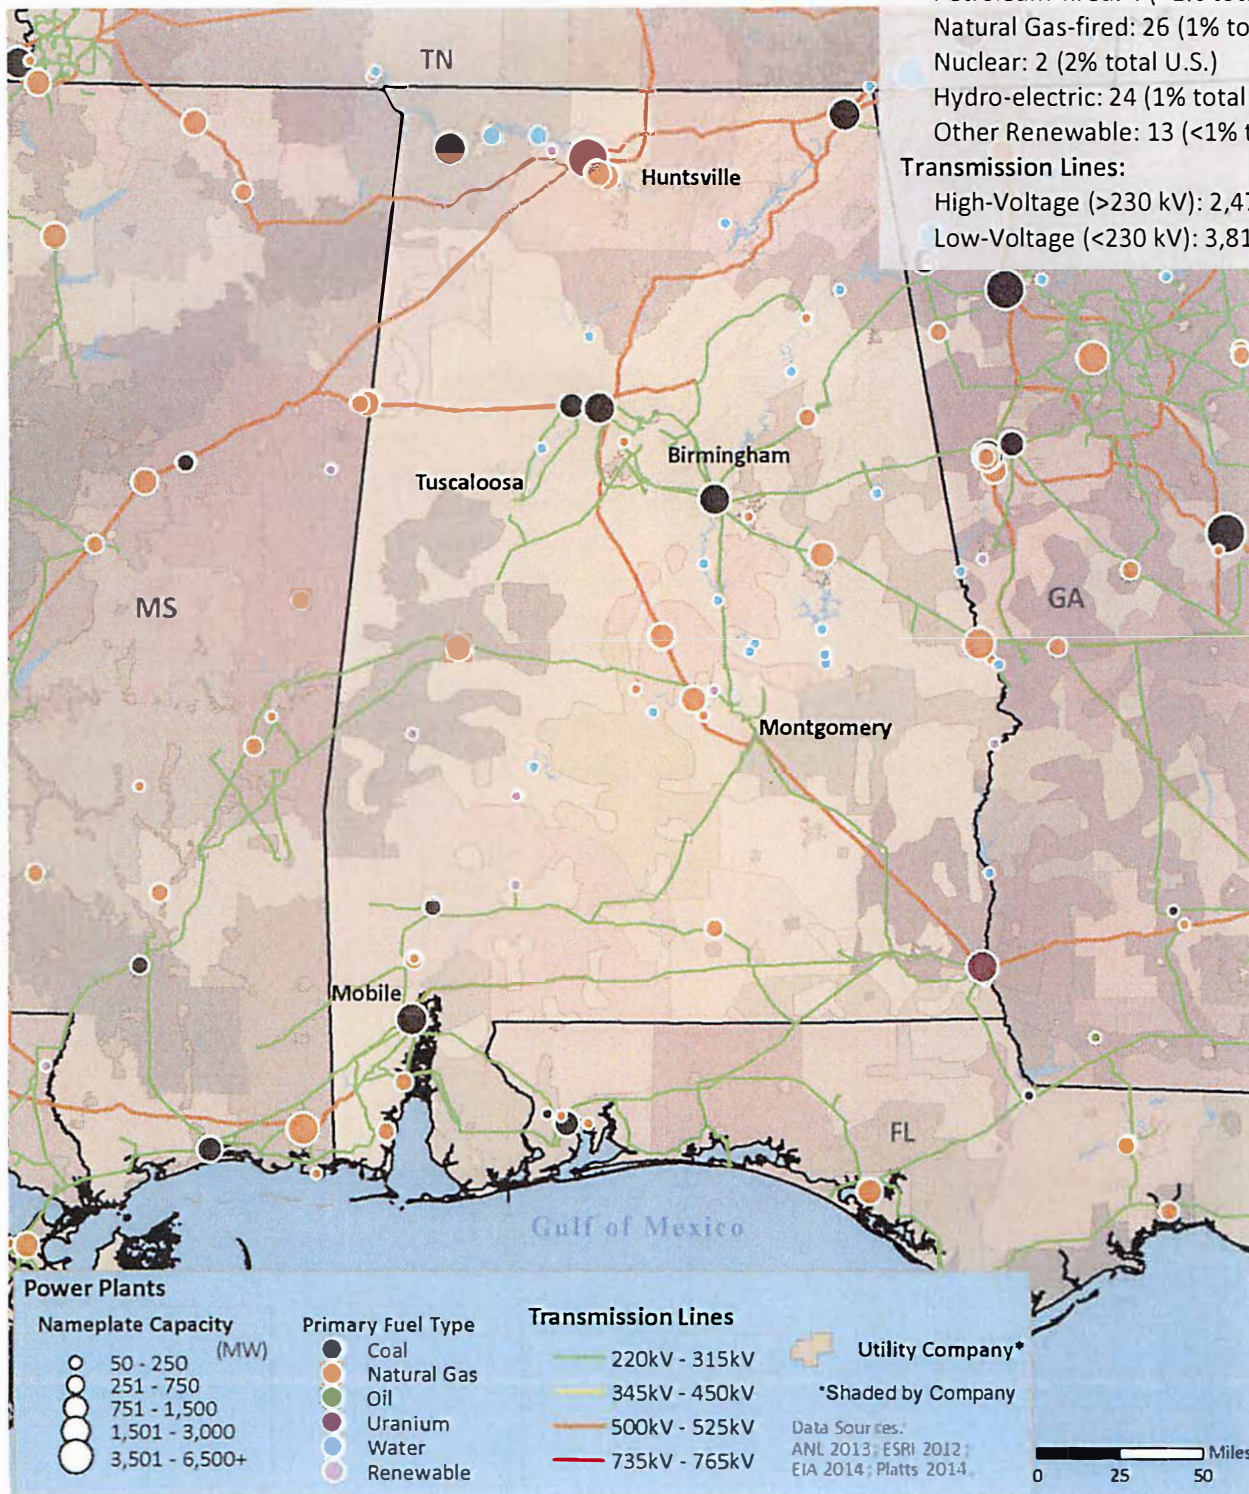 Natural Gas-fired: 26 (1% to
Nuclear: 2 (2% total U.S.)
Hydro-electric: 24 (1% total
Other Renewable: 13 (<1% t
Transmission Lines:
High-Voltage (>230 kV): 2,47
Low-Voltage (<230 kV): 3,81
TN
Huntsville
Birmingham
Tuscaloosa
MS
GA
Montgomery
Mobile
FL
Gulf of Mexico
Power Plants
Nameplate Capacity
(MW)
50 - 250
251 - 750
751 - 1,500
1,501 - 3,000
3,501 - 6,500+
Primary Fuel Type
Coal
Natural Gas
Oil
Uranium
Water
Renewable
Transmission Lines
220kV - 315kV
345kV - 450kV
500kV - 525kV
735kV - 765kV
Utility Company*
*Shaded by Company
Data Sources:
ANL 2013; ESRI 2012;
EIA 2014; Platts 2014
Miles
0 25 50